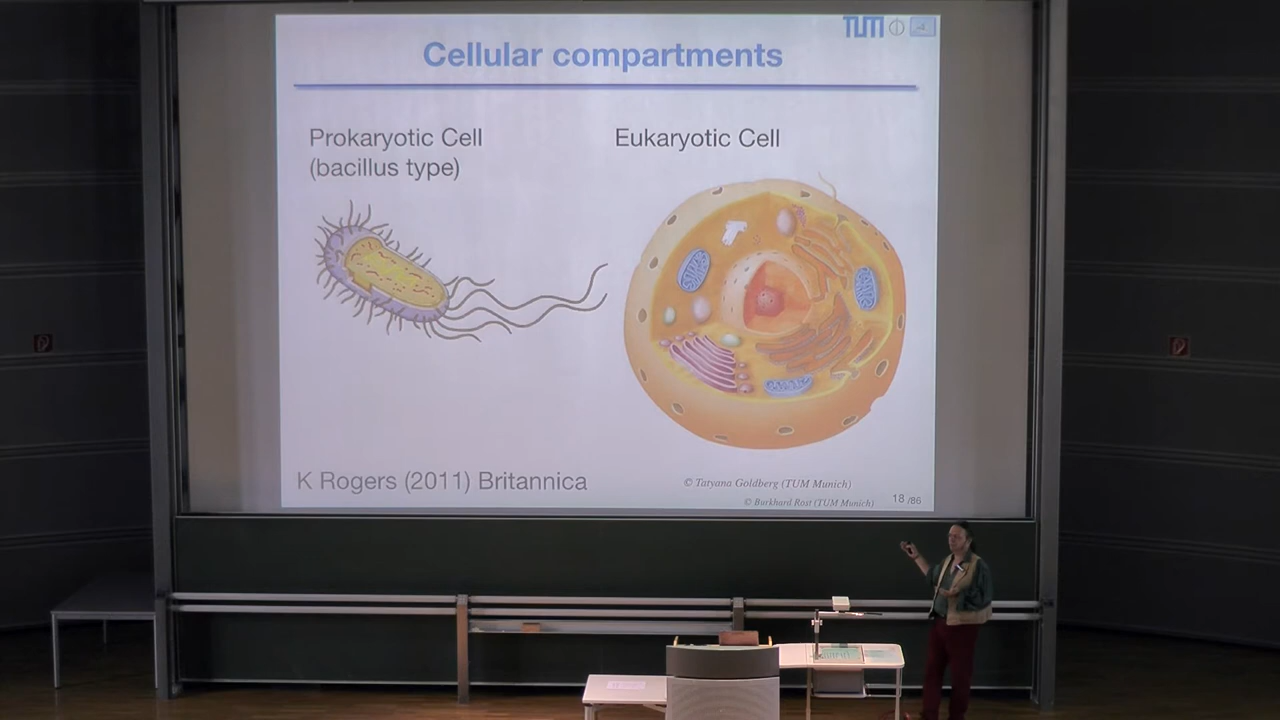 TUM
Cellular compartments
Prokaryotic Cell
(bacillus type)
Eukaryotic Cell
K Rogers (2011) Britannica
© Tatyana Goldberg (TUM Munich)
© Burkhard Rost (TUM Munich)
18 /86